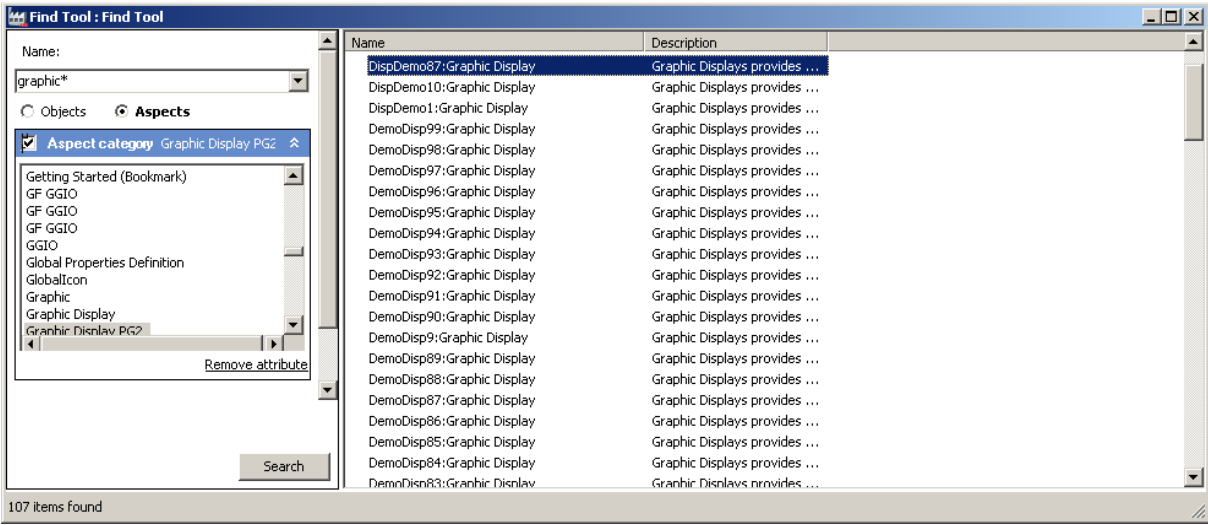 Find Tool : Find Tool
Name:
graphic*
Objects Aspects
Aspect category Graphic Display PG2
Getting Started (Bookmark)
GF GGIO
GF GGIO
GF GGIO
GGIO
Global Properties Definition
GlobalIcon
Graphic
Graphic Display
Graphic Display PG2
Remove attribute
Search
Name Description
DispDemo87:Graphic Display Graphic Displays provides ...
DispDemo10:Graphic Display Graphic Displays provides ...
DispDemo1:Graphic Display Graphic Displays provides ...
DemoDisp99:Graphic Display Graphic Displays provides ...
DemoDisp98:Graphic Display Graphic Displays provides ...
DemoDisp97:Graphic Display Graphic Displays provides ...
DemoDisp96:Graphic Display Graphic Displays provides ...
DemoDisp95:Graphic Display Graphic Displays provides ...
DemoDisp94:Graphic Display Graphic Displays provides ...
DemoDisp93:Graphic Display Graphic Displays provides ...
DemoDisp92:Graphic Display Graphic Displays provides ...
DemoDisp91:Graphic Display Graphic Displays provides ...
DemoDisp90:Graphic Display Graphic Displays provides ...
DemoDisp9:Graphic Display Graphic Displays provides ...
DemoDisp89:Graphic Display Graphic Displays provides ...
DemoDisp88:Graphic Display Graphic Displays provides ...
DemoDisp87:Graphic Display Graphic Displays provides ...
DemoDisp86:Graphic Display Graphic Displays provides ...
DemoDisp85:Graphic Display Graphic Displays provides ...
DemoDisp84:Graphic Display Graphic Displays provides ...
DemoDisp83:Graphic Display Graphic Displays provides ...
107 items found